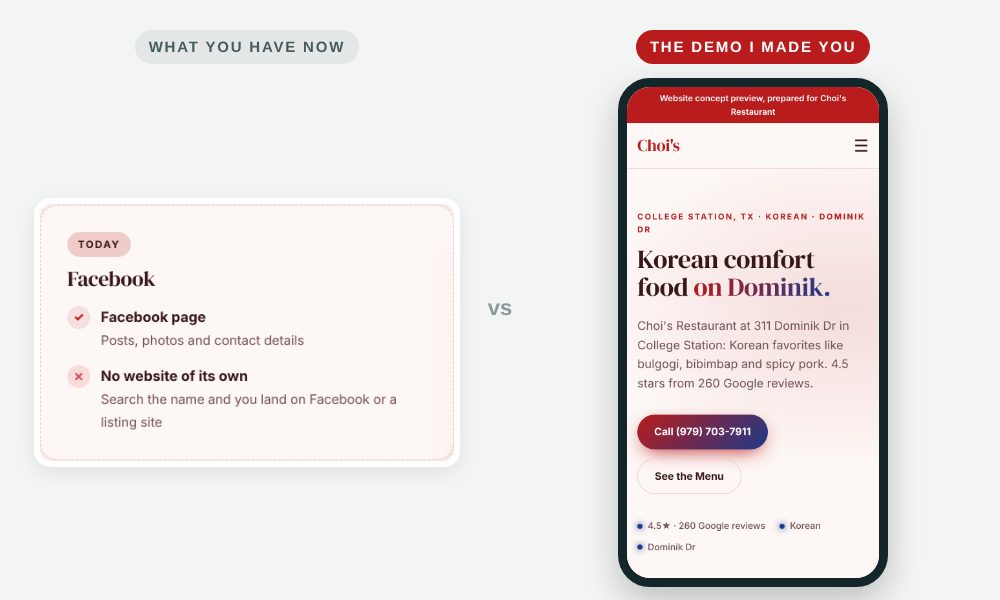 WHAT YOU HAVE NOW
TODAY
Facebook
Facebook page
Posts, photos and contact details
No website of its own
Search the name and you land on Facebook or a
listing site
vs
THE DEMO I MADE YOU
Website concept preview, prepared for Choi's
Restaurant
Choi's
COLLEGE STATION, TX · KOREAN · DOMINIK
DR
Korean comfort
food on Dominik.
Choi's Restaurant at 311 Dominik Dr in
College Station: Korean favorites like
bulgogi, bibimbap and spicy pork. 4.5
stars from 260 Google reviews.
Call (979) 703-7911
See the Menu
4.5★ · 260 Google reviews
Korean
Dominik Dr